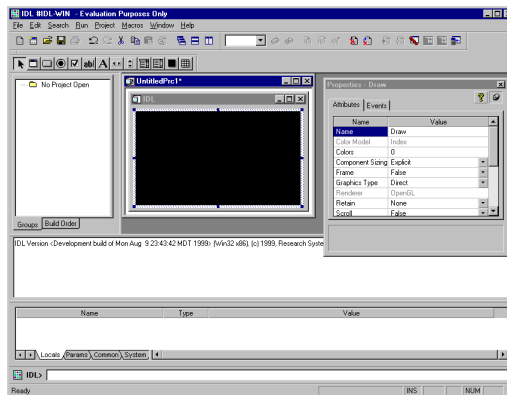 IDL #IDL-WIN - Evaluation Purposes Only
File Edit Search Run Project Macros Window Help
abl A
No Project Open
UntitledPrc1*
IDL
Properties - Draw
Attributes Events
Name Value
Name Draw
Color Model Index
Colors 0
Component Sizing Explicit
Frame False
Graphics Type Direct
Renderer OpenGL
Retain None
Scroll False
Groups Build Order
IDL Version <Development build of Mon Aug 9 23:43:42 MDT 1999> (Win32 x86). (c) 1999, Research Syste
Name Type Value
Locals Params Common System
IDL>
Ready INS NUM